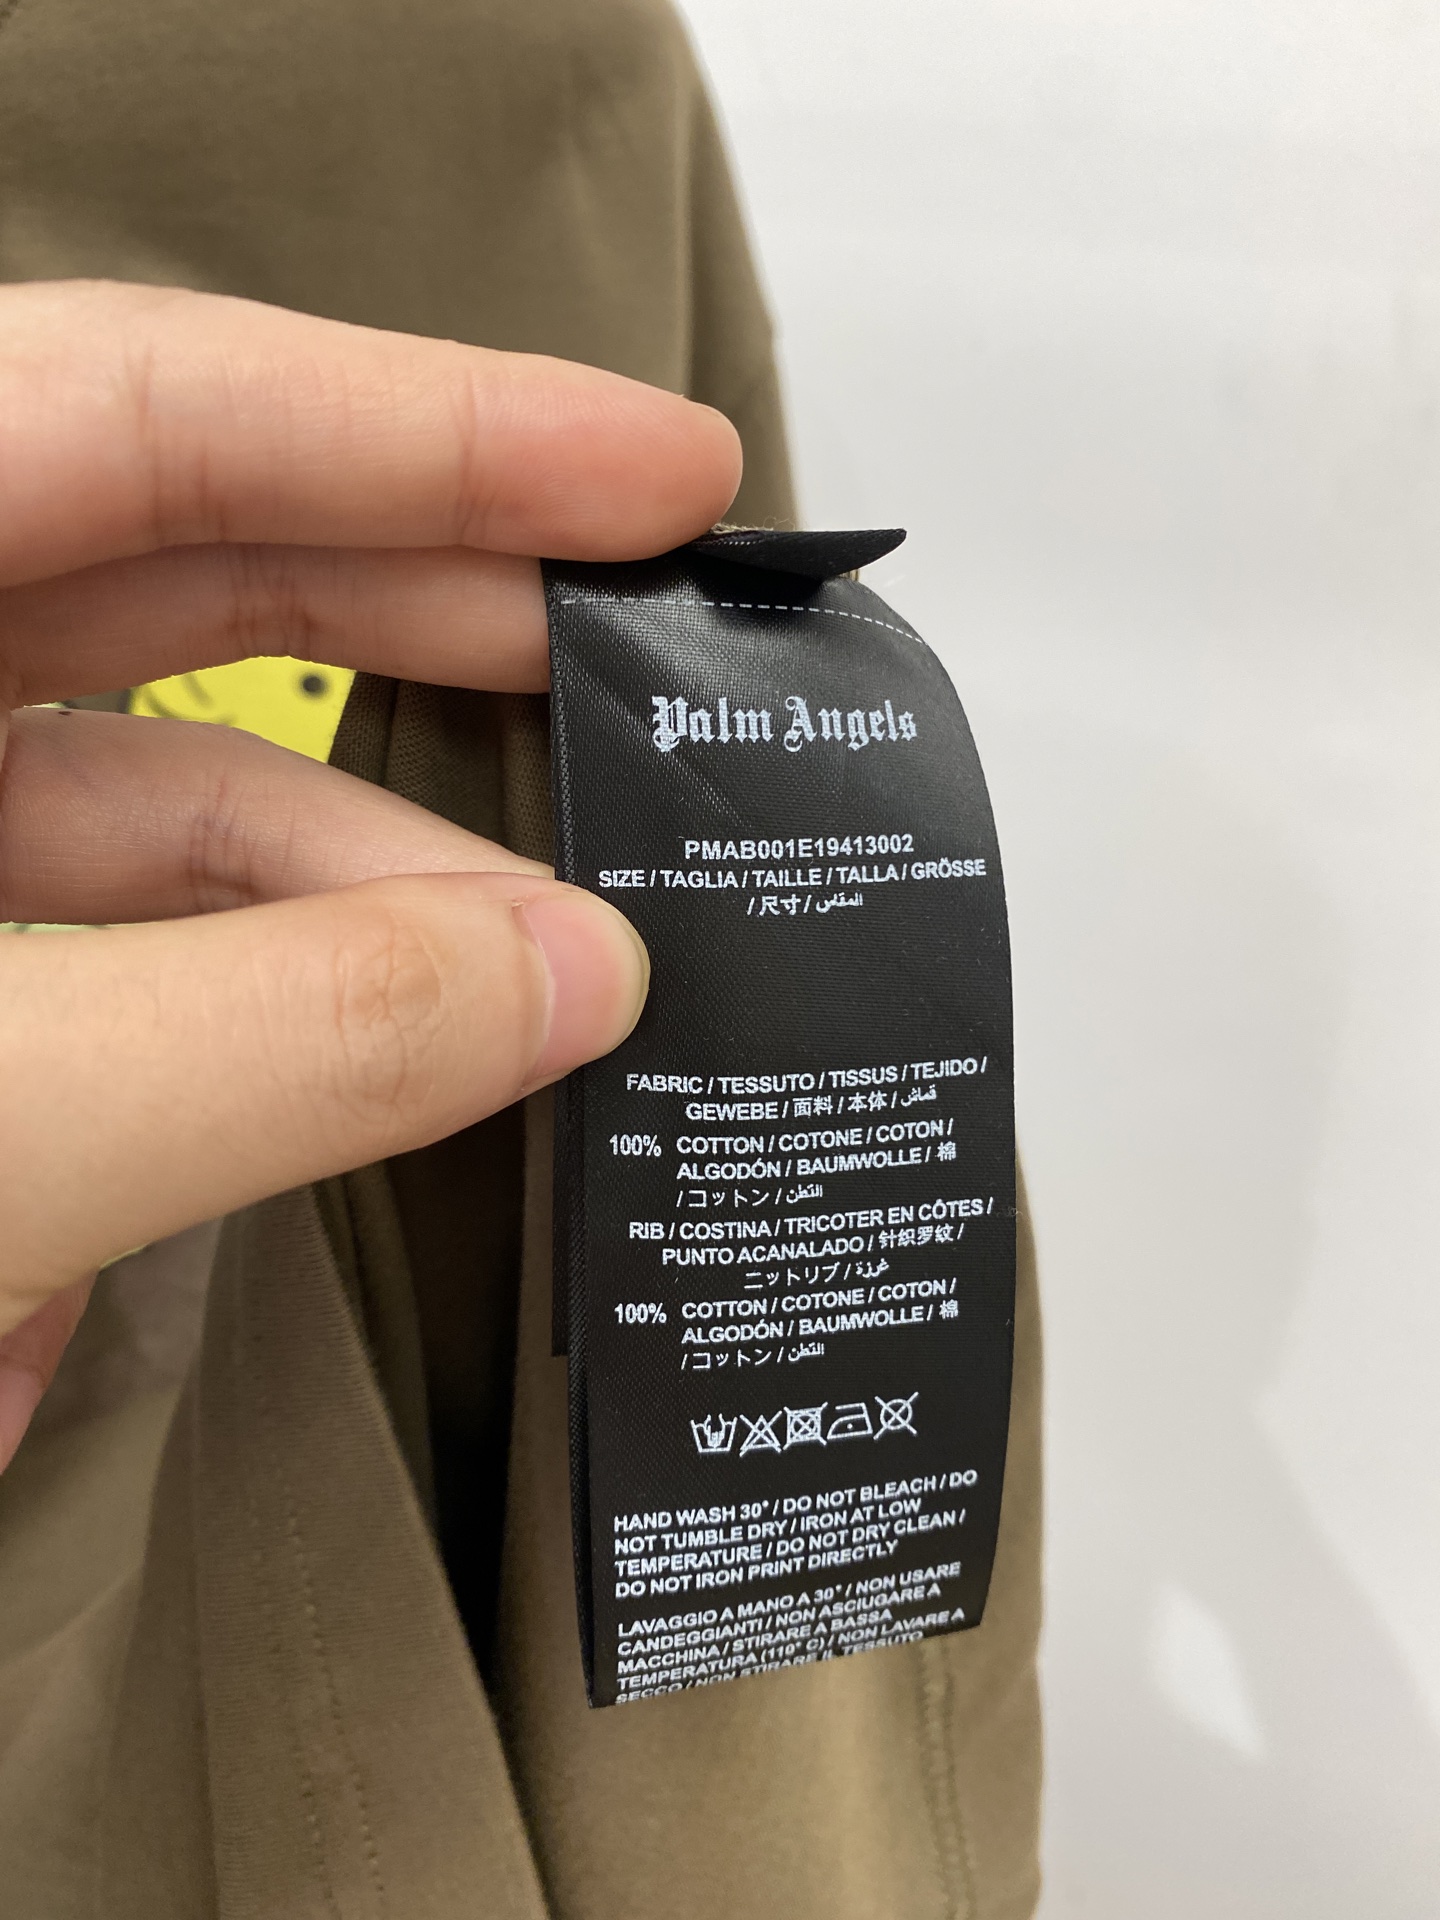 Palm Angels
PMAB001E19413002
SIZE / TAGLIA / TAILLE / TALLA / GRÖSSE
/ 尺寸 / المقاس
FABRIC / TESSUTO / TISSUS / TEJIDO /
GEWEBE / 面料 / 本体 / قماش
100% COTTON / COTONE / COTON /
ALGODÓN / BAUMWOLLE / 棉
/ コットン / القطن
RIB / COSTINA / TRICOTER EN CÔTES /
PUNTO ACANALADO / 针织罗纹 /
ニットリブ / غرزة
100% COTTON / COTONE / COTON /
ALGODÓN / BAUMWOLLE / 棉
/ コットン / القطن
HAND WASH 30° / DO NOT BLEACH / DO
NOT TUMBLE DRY / IRON AT LOW
TEMPERATURE / DO NOT DRY CLEAN /
DO NOT IRON PRINT DIRECTLY
LAVAGGIO A MANO A 30° / NON USARE
CANDEGGIANTI / NON ASCIUGARE A
MACCHINA / STIRARE A BASSA
TEMPERATURA (110° C) / NON LAVARE A
SECCO / NON STIRARE IL TESSUTO